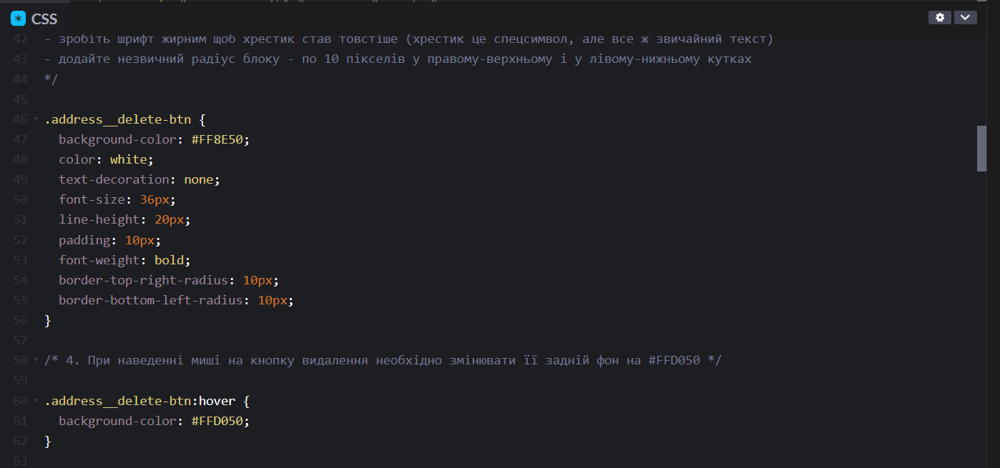 CSS
42 - зробіть шрифт жирним щоб хрестик став товстіше (хрестик це спецсимвол, але все ж звичайний текст)
43 - додайте незвичний радіус блоку - по 10 пікселів у правому-верхньому і у лівому-нижньому кутках
44 */
45
46 .address__delete-btn {
47 background-color: #FF8E50;
48 color: white;
49 text-decoration: none;
50 font-size: 36px;
51 line-height: 20px;
52 padding: 10px;
53 font-weight: bold;
54 border-top-right-radius: 10px;
55 border-bottom-left-radius: 10px;
56 }
57
58 /* 4. При наведенні миші на кнопку видалення необхідно змінювати її задній фон на #FFD050 */
59
60 .address__delete-btn:hover {
61 background-color: #FFD050;
62 }
63